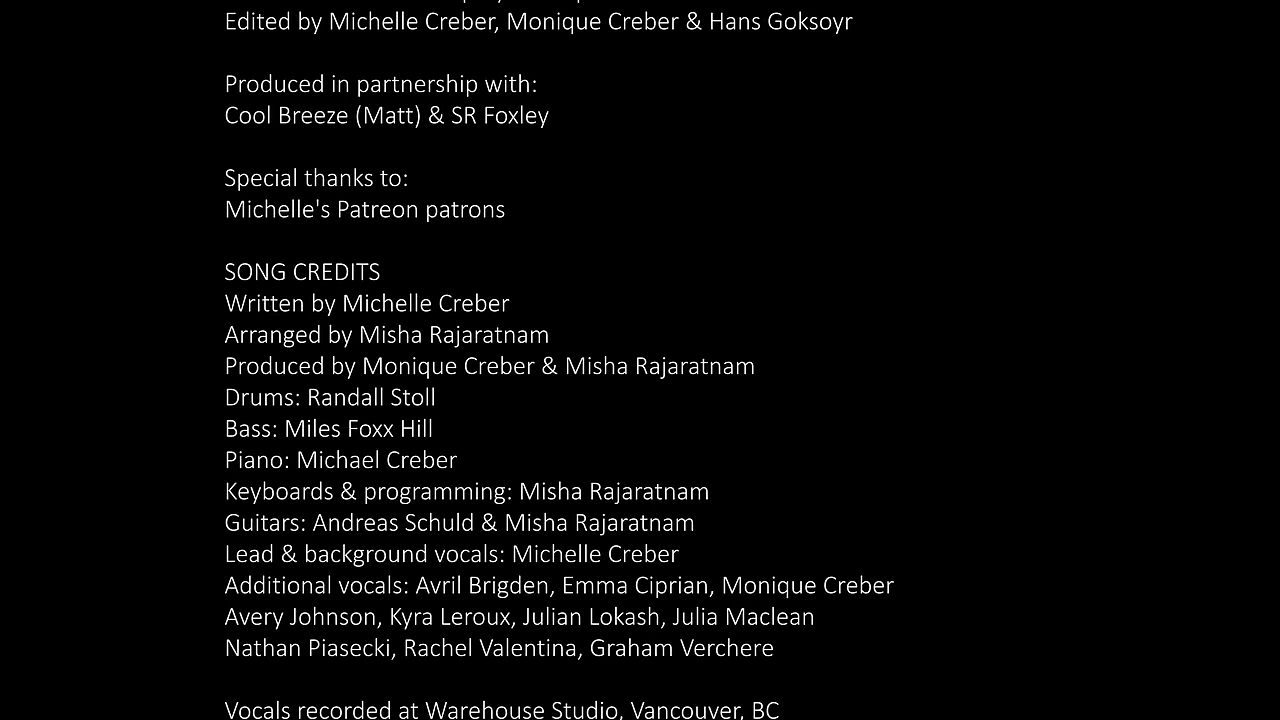 Edited by Michelle Creber, Monique Creber & Hans Goksoyr
Produced in partnership with:
Cool Breeze (Matt) & SR Foxley
Special thanks to:
Michelle's Patreon patrons
SONG CREDITS
Written by Michelle Creber
Arranged by Misha Rajaratnam
Produced by Monique Creber & Misha Rajaratnam
Drums: Randall Stoll
Bass: Miles Foxx Hill
Piano: Michael Creber
Keyboards & programming: Misha Rajaratnam
Guitars: Andreas Schuld & Misha Rajaratnam
Lead & background vocals: Michelle Creber
Additional vocals: Avril Brigden, Emma Ciprian, Monique Creber
Avery Johnson, Kyra Leroux, Julian Lokash, Julia Maclean
Nathan Piasecki, Rachel Valentina, Graham Verchere
Vocals recorded at Warehouse Studio, Vancouver, BC